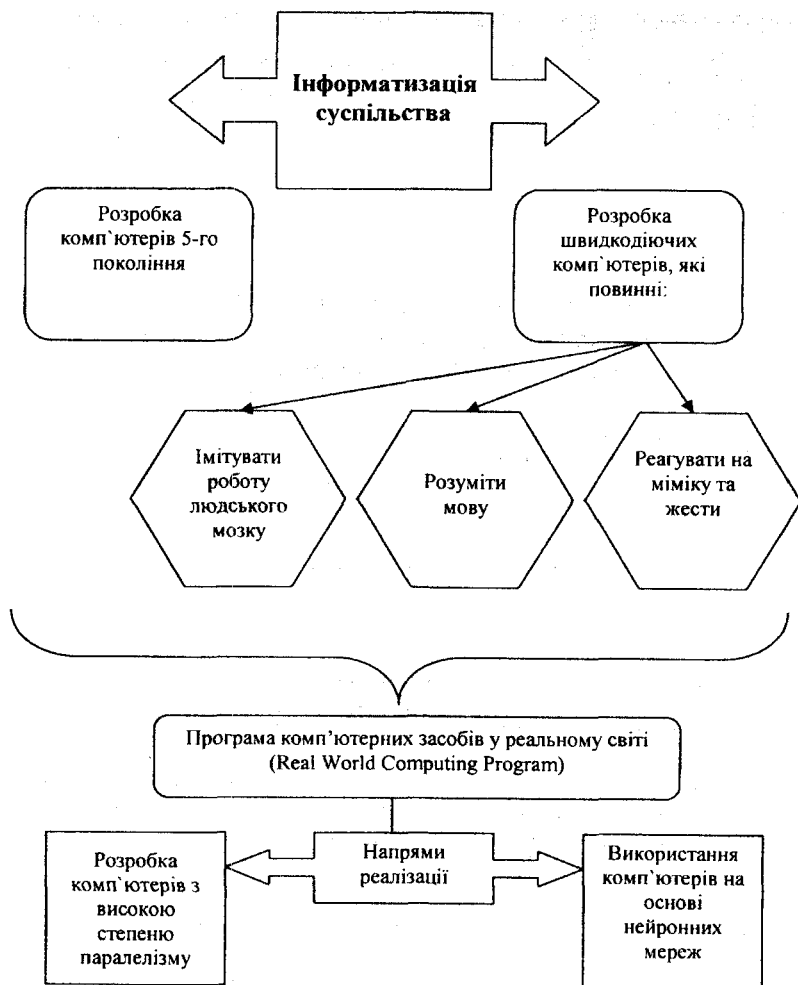 Інформатизація
суспільства
Розробка
комп`ютерів 5-го
покоління
Розробка
швидкодіючих
комп`ютерів, які
повинні:
Імітувати
роботу
людського
мозку
Розуміти
мову
Реагувати на
міміку та
жести
Програма комп’ютерних засобів у реальному світі
(Real World Computing Program)
Напрями
реалізації
Розробка
комп`ютерів з
високою
степеню
паралелізму
Використання
комп`ютерів на
основі
нейронних
мереж